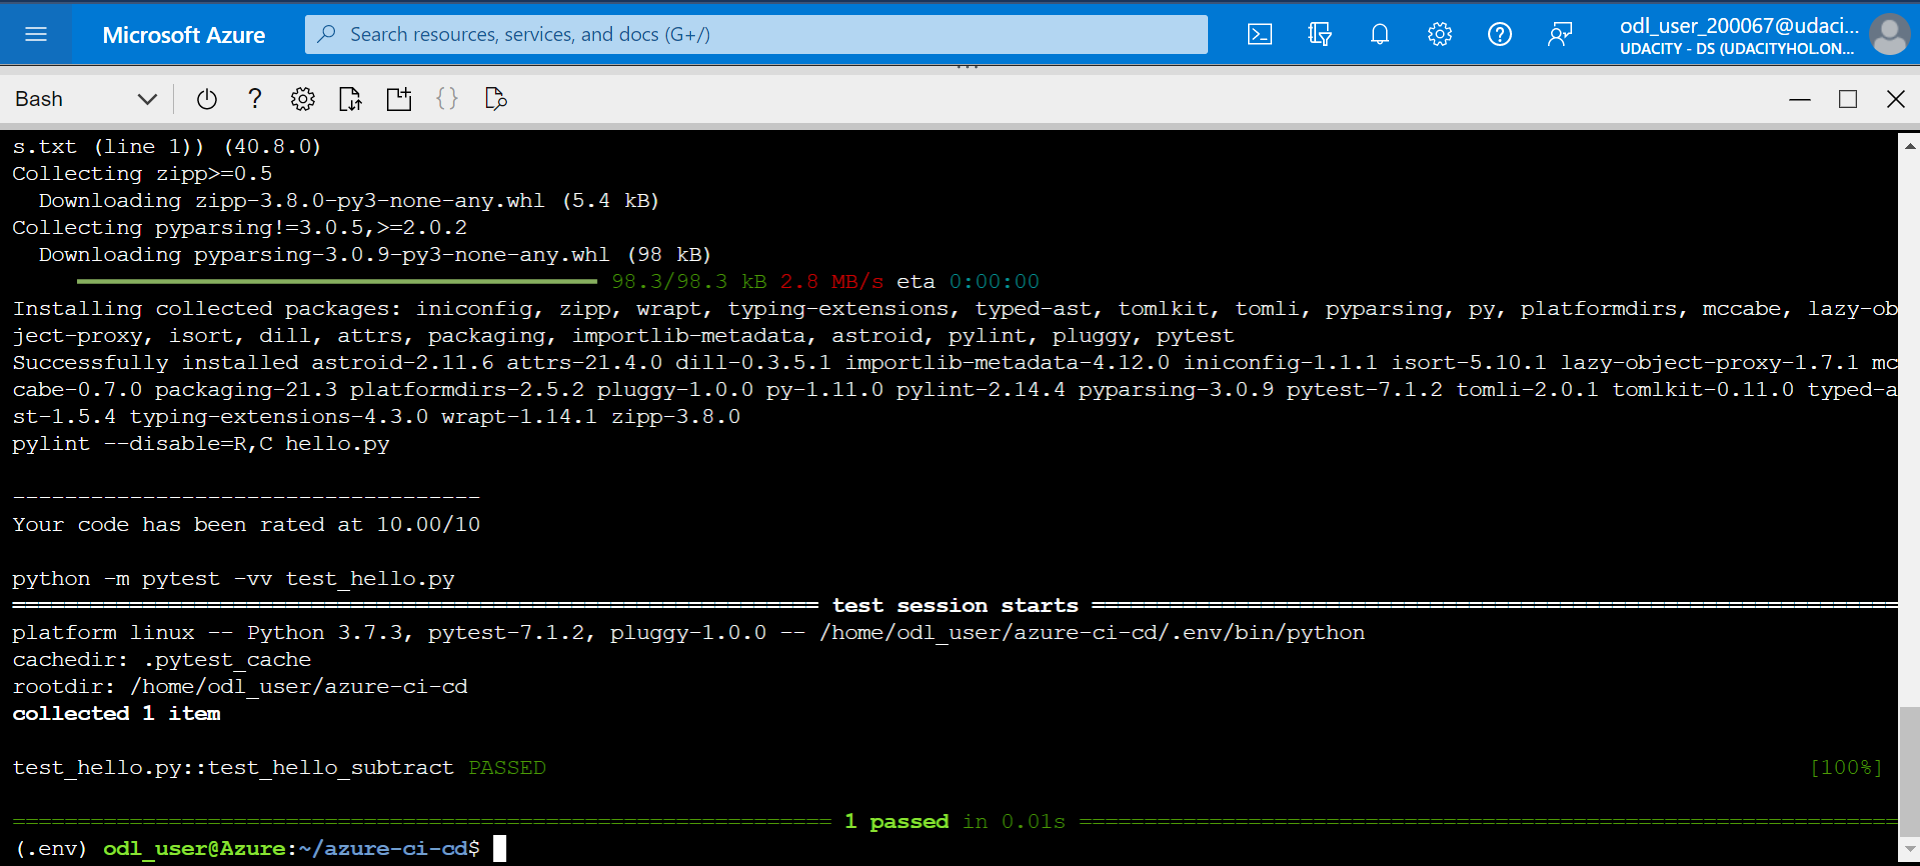 Microsoft Azure
Search resources, services, and docs (G+/)
odl_user_200067@udaci...
UDACITY - DS (UDACITYHOL.ON...
Bash
s.txt (line 1)) (40.8.0)
Collecting zipp>=0.5
  Downloading zipp-3.8.0-py3-none-any.whl (5.4 kB)
Collecting pyparsing!=3.0.5,>=2.0.2
  Downloading pyparsing-3.0.9-py3-none-any.whl (98 kB)
98.3/98.3 kB 2.8 MB/s eta 0:00:00
Installing collected packages: iniconfig, zipp, wrapt, typing-extensions, typed-ast, tomlkit, tomli, pyparsing, py, platformdirs, mccabe, lazy-ob
ject-proxy, isort, dill, attrs, packaging, importlib-metadata, astroid, pylint, pluggy, pytest
Successfully installed astroid-2.11.6 attrs-21.4.0 dill-0.3.5.1 importlib-metadata-4.12.0 iniconfig-1.1.1 isort-5.10.1 lazy-object-proxy-1.7.1 mc
cabe-0.7.0 packaging-21.3 platformdirs-2.5.2 pluggy-1.0.0 py-1.11.0 pylint-2.14.4 pyparsing-3.0.9 pytest-7.1.2 tomli-2.0.1 tomlkit-0.11.0 typed-a
st-1.5.4 typing-extensions-4.3.0 wrapt-1.14.1 zipp-3.8.0
pylint --disable=R,C hello.py
------------------------------------
Your code has been rated at 10.00/10
python -m pytest -vv test_hello.py
============================================================== test session starts ==============================================================
platform linux -- Python 3.7.3, pytest-7.1.2, pluggy-1.0.0 -- /home/odl_user/azure-ci-cd/.env/bin/python
cachedir: .pytest_cache
rootdir: /home/odl_user/azure-ci-cd
collected 1 item
test_hello.py::test_hello_subtract PASSED [100%]
=============================================================== 1 passed in 0.01s ===============================================================
(.env) odl_user@Azure:~/azure-ci-cd$